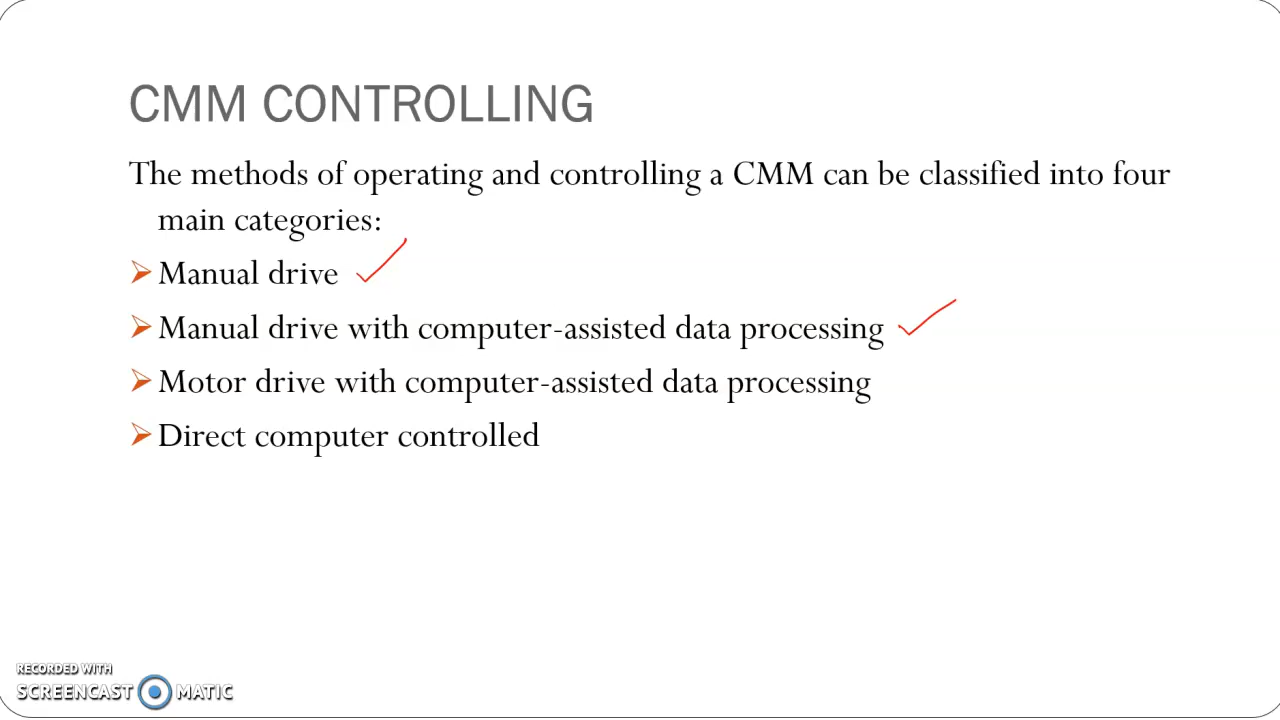 CMM CONTROLLING
The methods of operating and controlling a CMM can be classified into four
main categories:
Manual drive
Manual drive with computer-assisted data processing
Motor drive with computer-assisted data processing
Direct computer controlled
RECORDED WITH
SCREENCAST MATIC